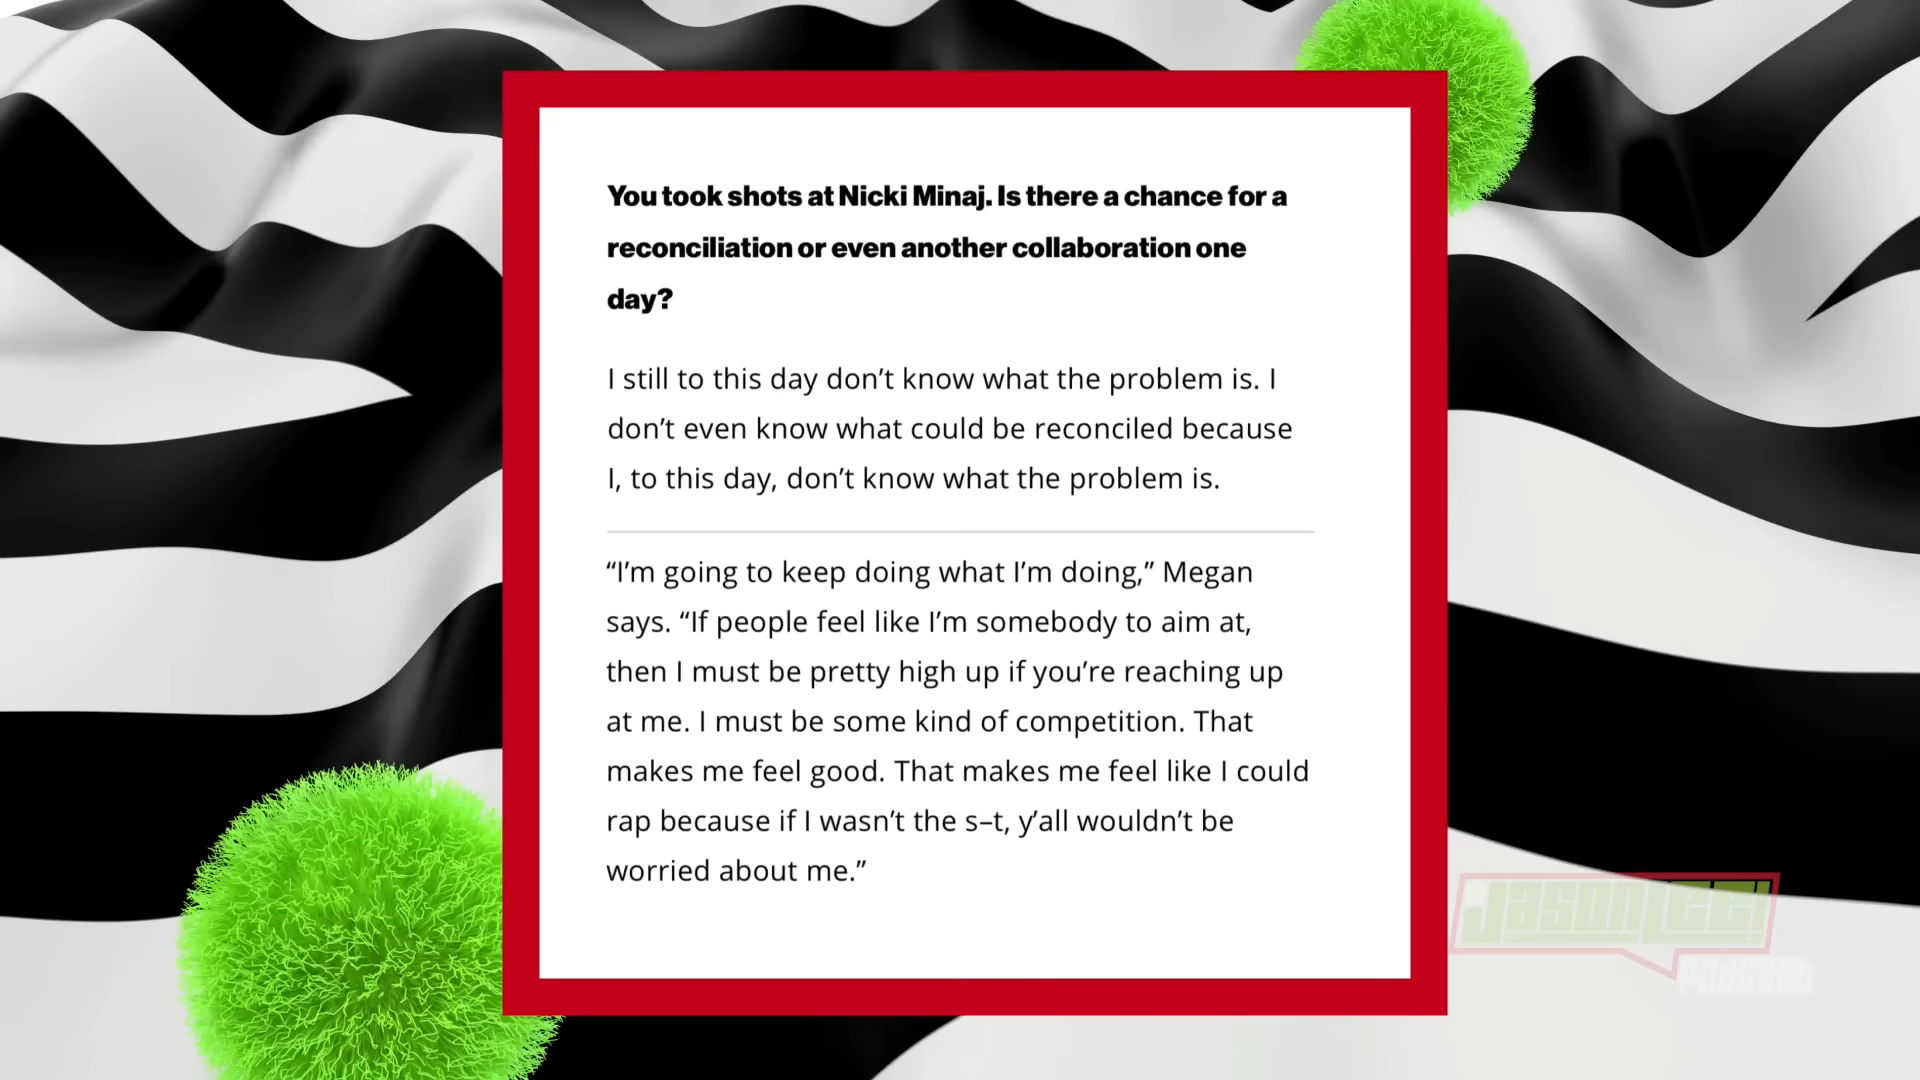 You took shots at Nicki Minaj. Is there a chance for a
reconciliation or even another collaboration one
day?
I still to this day don’t know what the problem is. I
don’t even know what could be reconciled because
I, to this day, don’t know what the problem is.
“I’m going to keep doing what I’m doing,” Megan
says. “If people feel like I’m somebody to aim at,
then I must be pretty high up if you’re reaching up
at me. I must be some kind of competition. That
makes me feel good. That makes me feel like I could
rap because if I wasn’t the s–t, y’all wouldn’t be
worried about me.”
Jason Lee!
Podcast